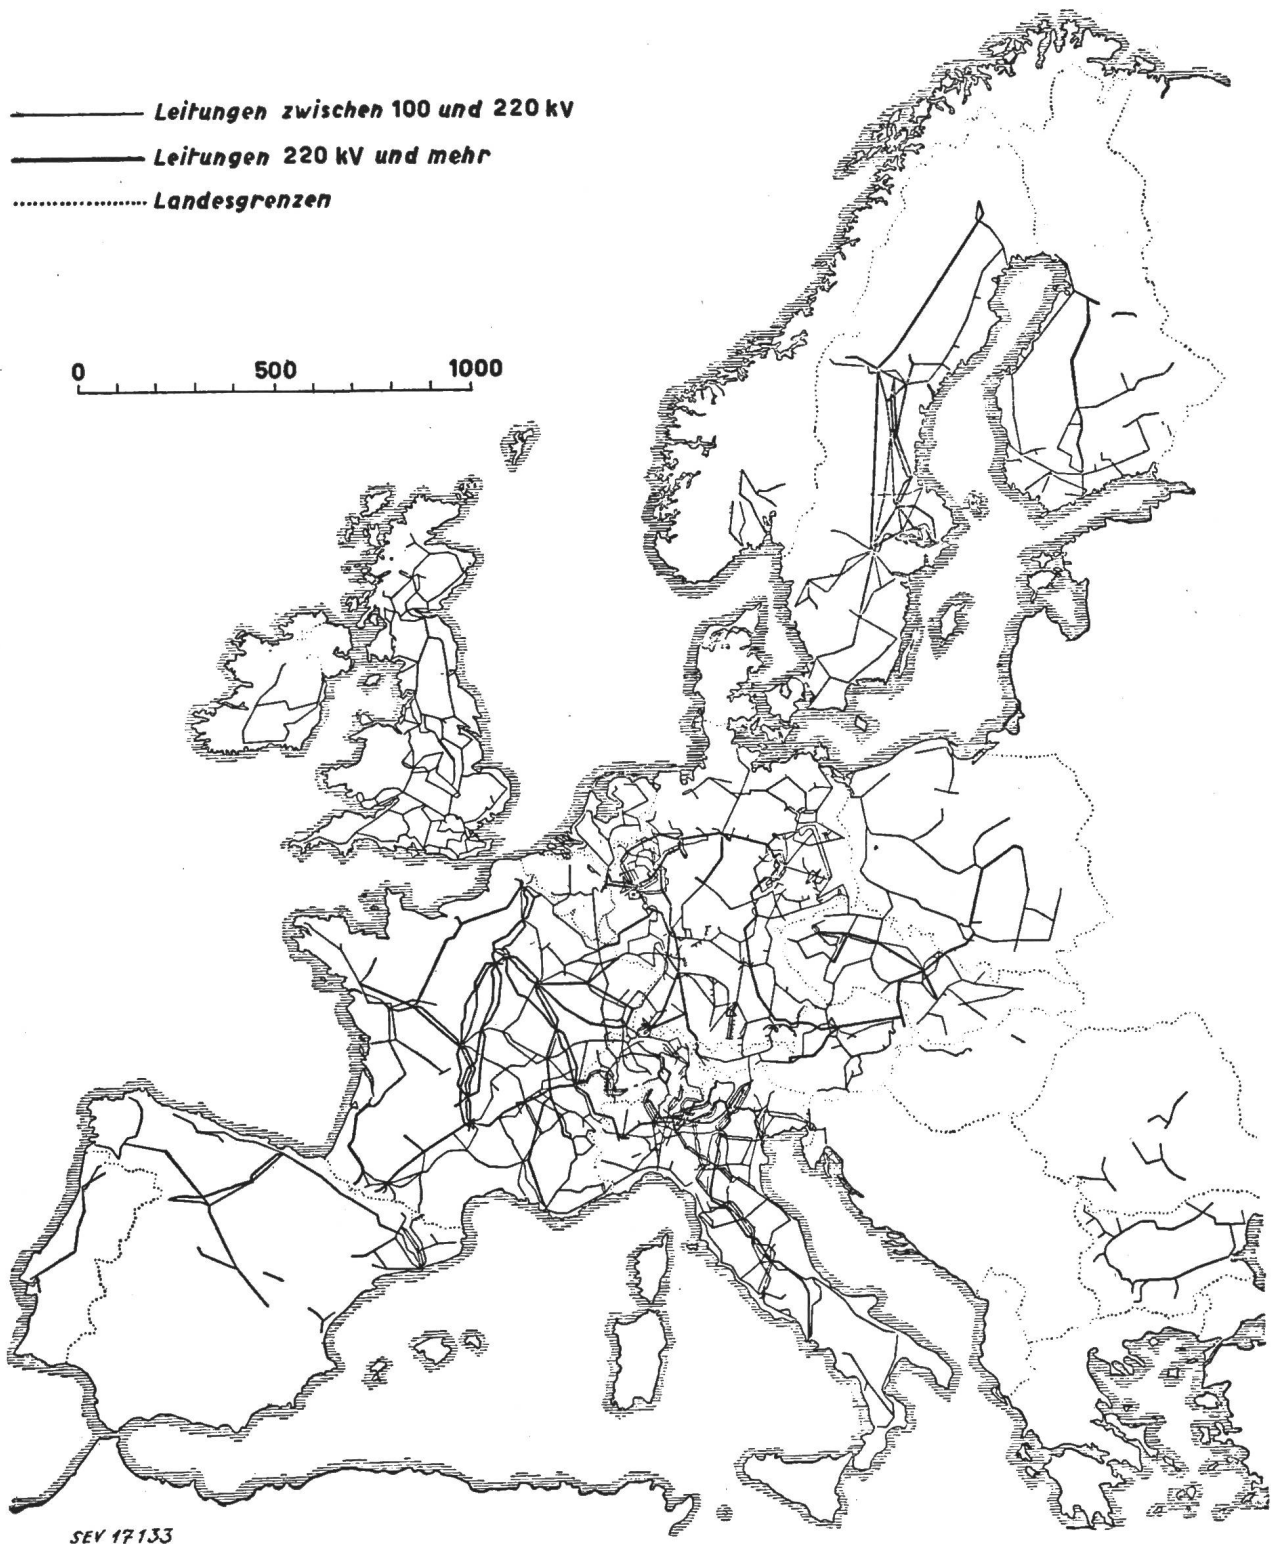 Leitungen zwischen 100 und 220 kV
Leitungen 220 kV und mehr
Landesgrenzen
0 500 1000
SEV 17133